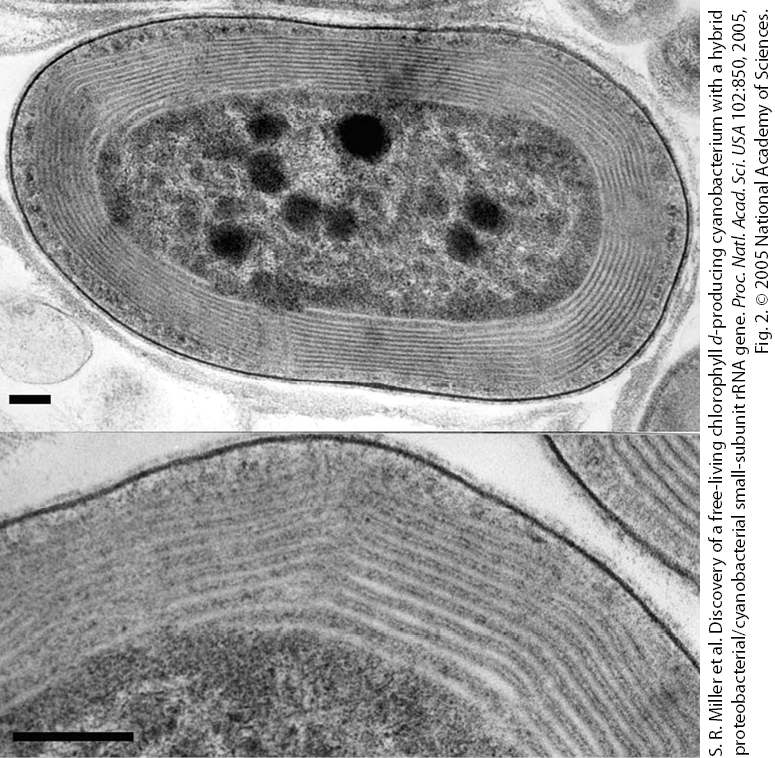 S. R. Miller et al. Discovery of a free-living chlorophyll d-producing cyanobacterium with a hybrid
proteobacterial/cyanobacterial small-subunit rRNA gene. Proc. Natl. Acad. Sci. USA 102:850, 2005,
Fig. 2. © 2005 National Academy of Sciences.